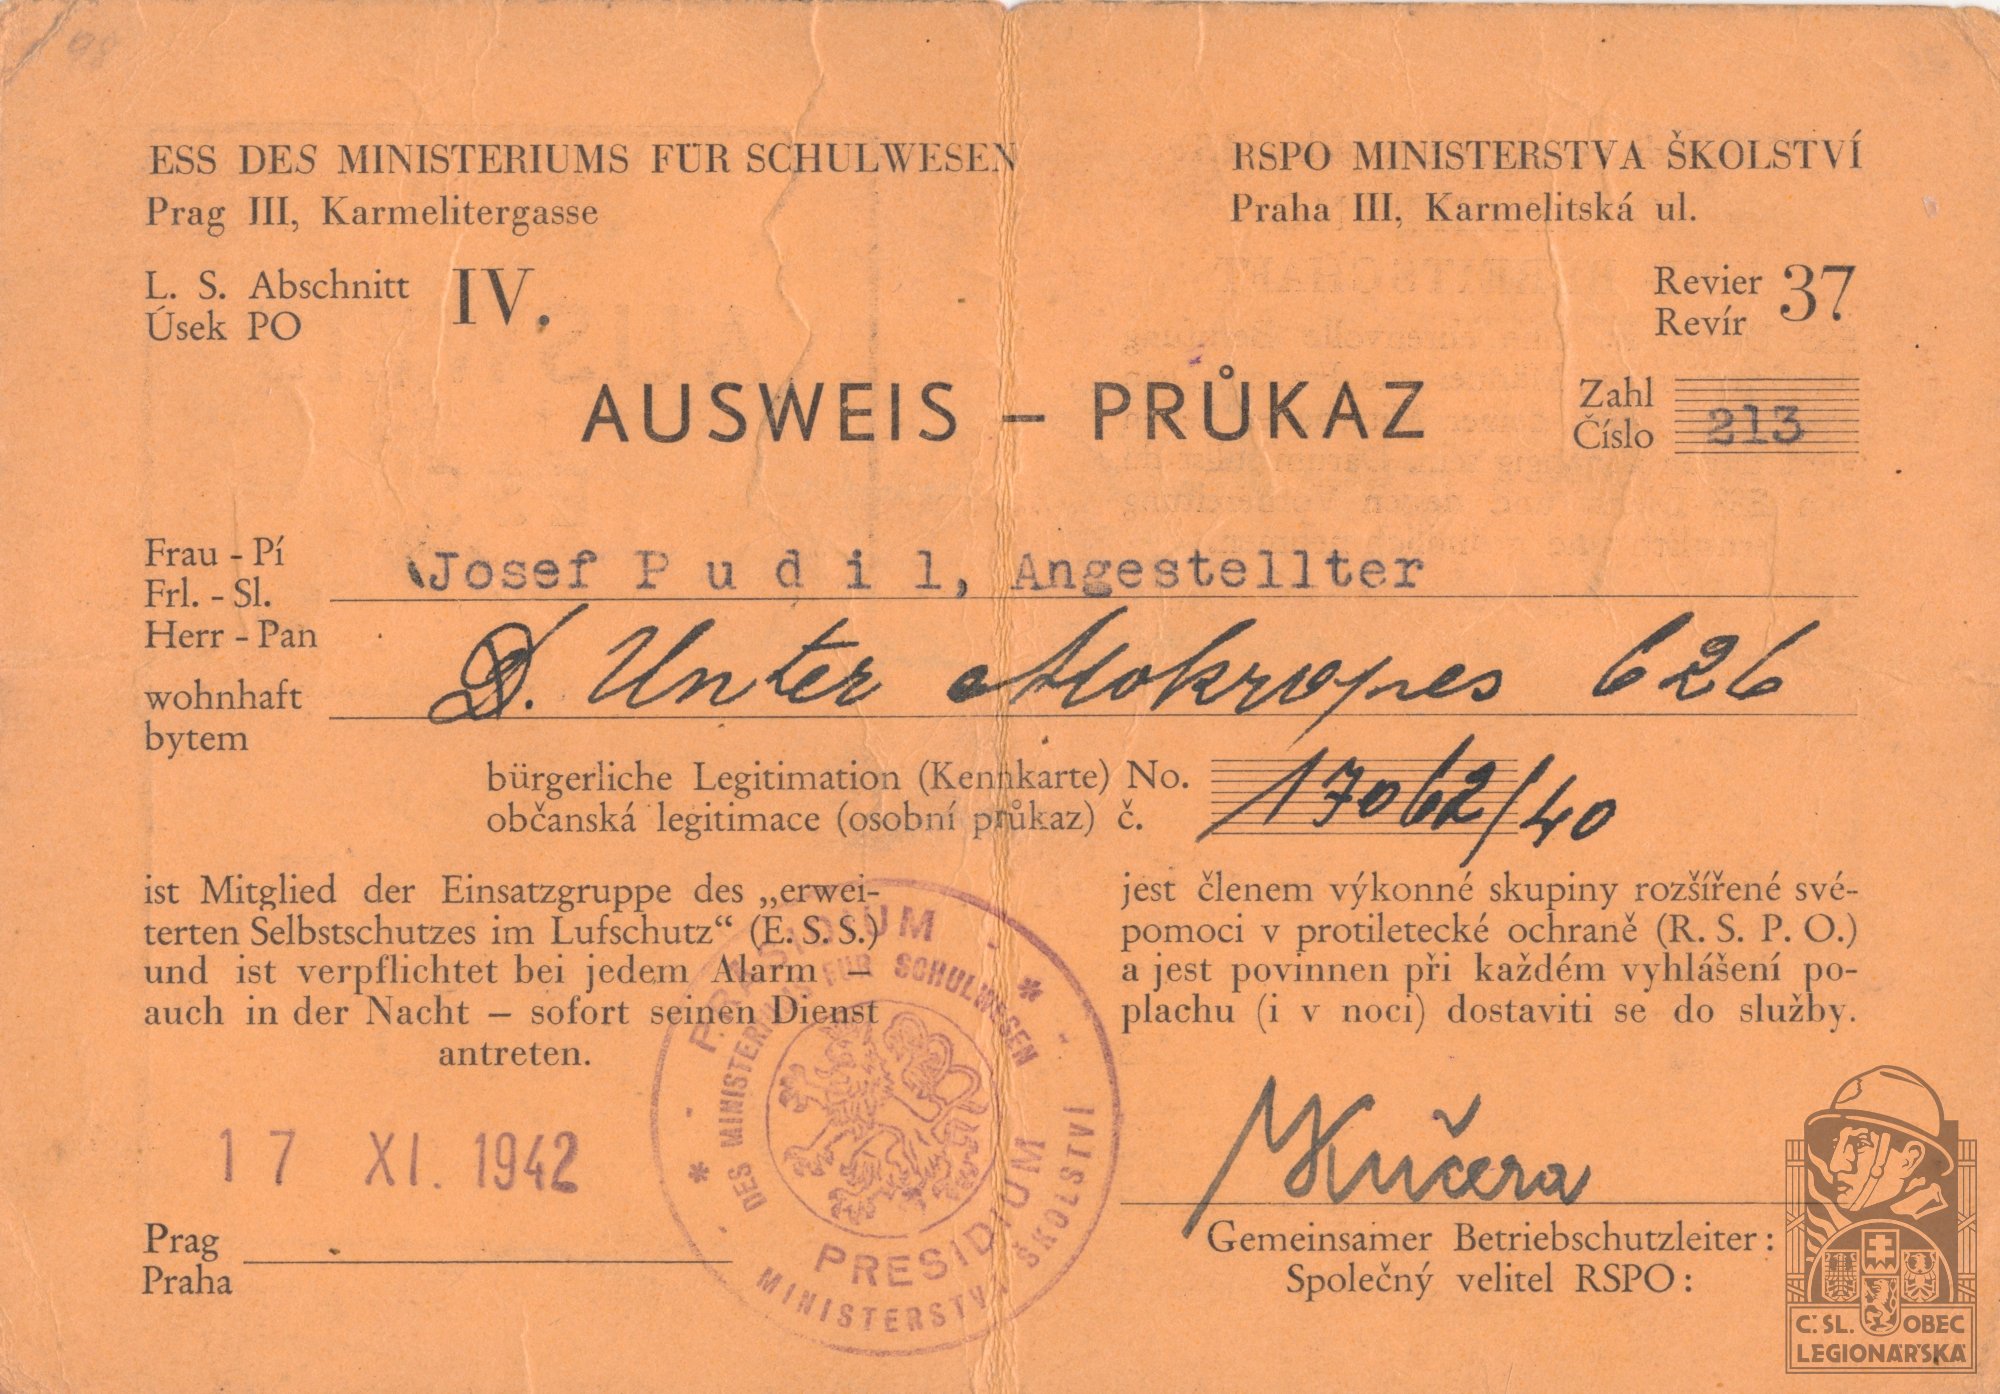 ESS DES MINISTERIUMS FÜR SCHULWESEN
Prag III, Karmelitergasse
RSPO MINISTERSTVA ŠKOLSTVÍ
Praha III, Karmelitská ul.
L. S. Abschnitt
Úsek PO
IV.
Revier
Revír
37
AUSWEIS – PRŮKAZ
Zahl
Číslo
213
Frau - Pí
Frl. - Sl.
Herr - Pan
Josef P u d i l, Angestellter
wohnhaft
bytem
D. Unter Mokropes 626
bürgerliche Legitimation (Kennkarte) No.
občanská legitimace (osobní průkaz) č.
17062/40
ist Mitglied der Einsatzgruppe des „erwei-
terten Selbstschutzes im Lufschutz“ (E. S. S.)
und ist verpflichtet bei jedem Alarm –
auch in der Nacht – sofort seinen Dienst
antreten.
jest členem výkonné skupiny rozšířené své-
pomoci v protiletecké ochraně (R. S. P. O.)
a jest povinnen při každém vyhlášení po-
plachu (i v noci) dostaviti se do služby.
PRÄSIDIUM
DES MINISTERIUMS FÜR SCHULWESEN
PRESIDIUM
MINISTERSTVA ŠKOLSTVÍ
17 XI. 1942
Prag
Praha
Kučera
Gemeinsamer Betriebschutzleiter:
Společný velitel RSPO:
Č. SL. OBEC
LEGIONÁŘSKÁ